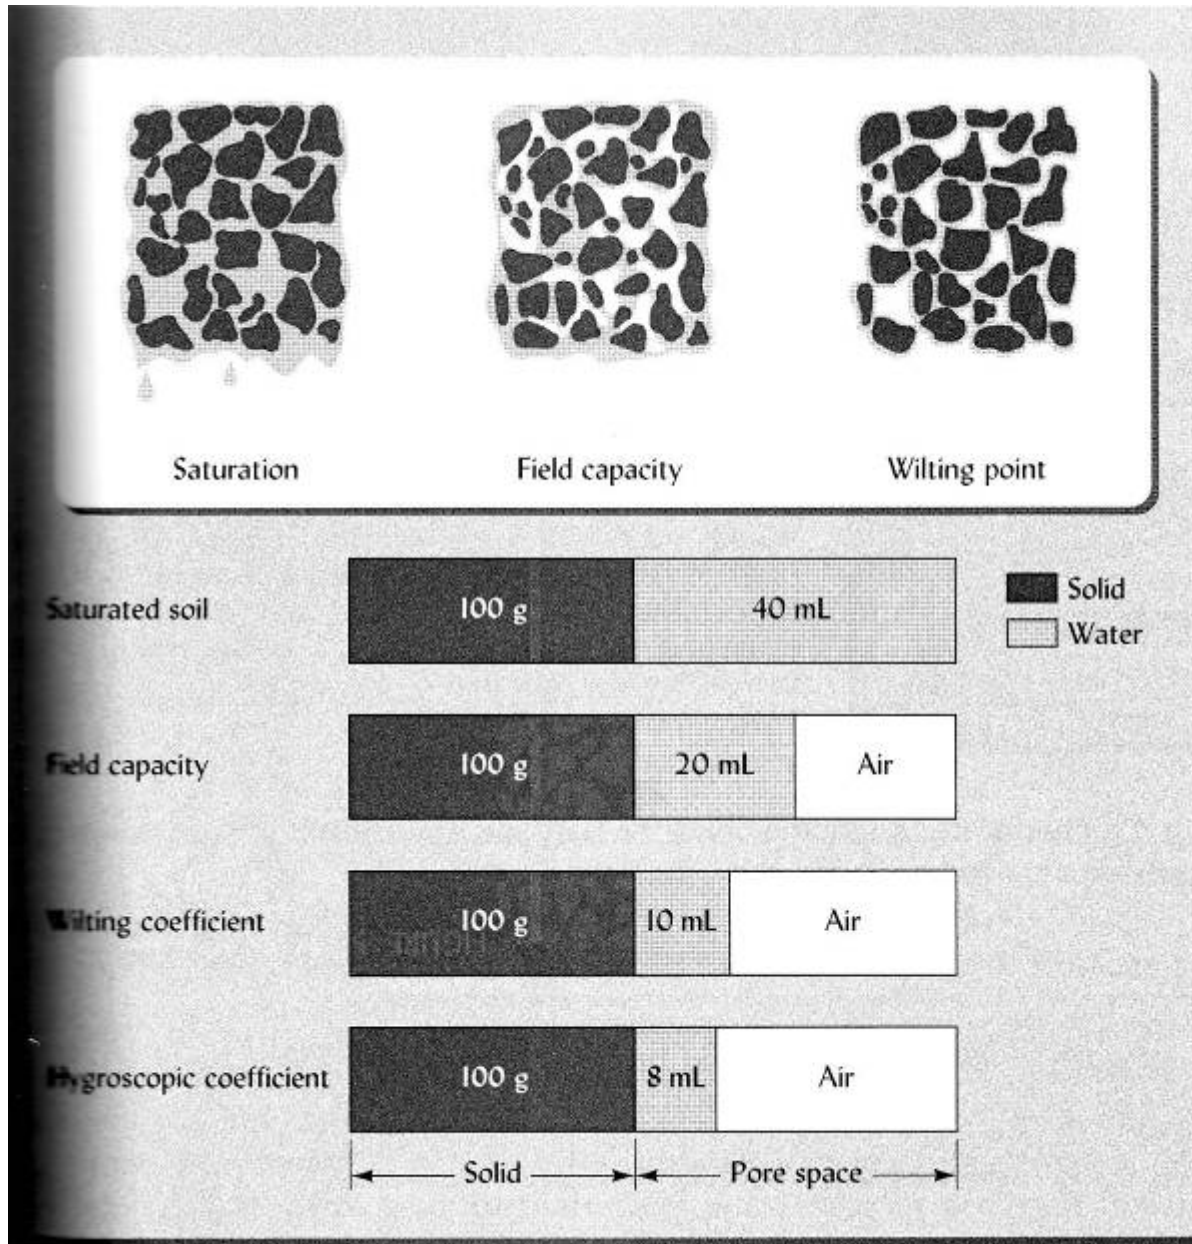 Saturation
Field capacity
Wilting point
Saturated soil
100 g
40 mL
Solid
Water
Field capacity
100 g
20 mL
Air
Wilting coefficient
100 g
10 mL
Air
Hygroscopic coefficient
100 g
8 mL
Air
Solid
Pore space